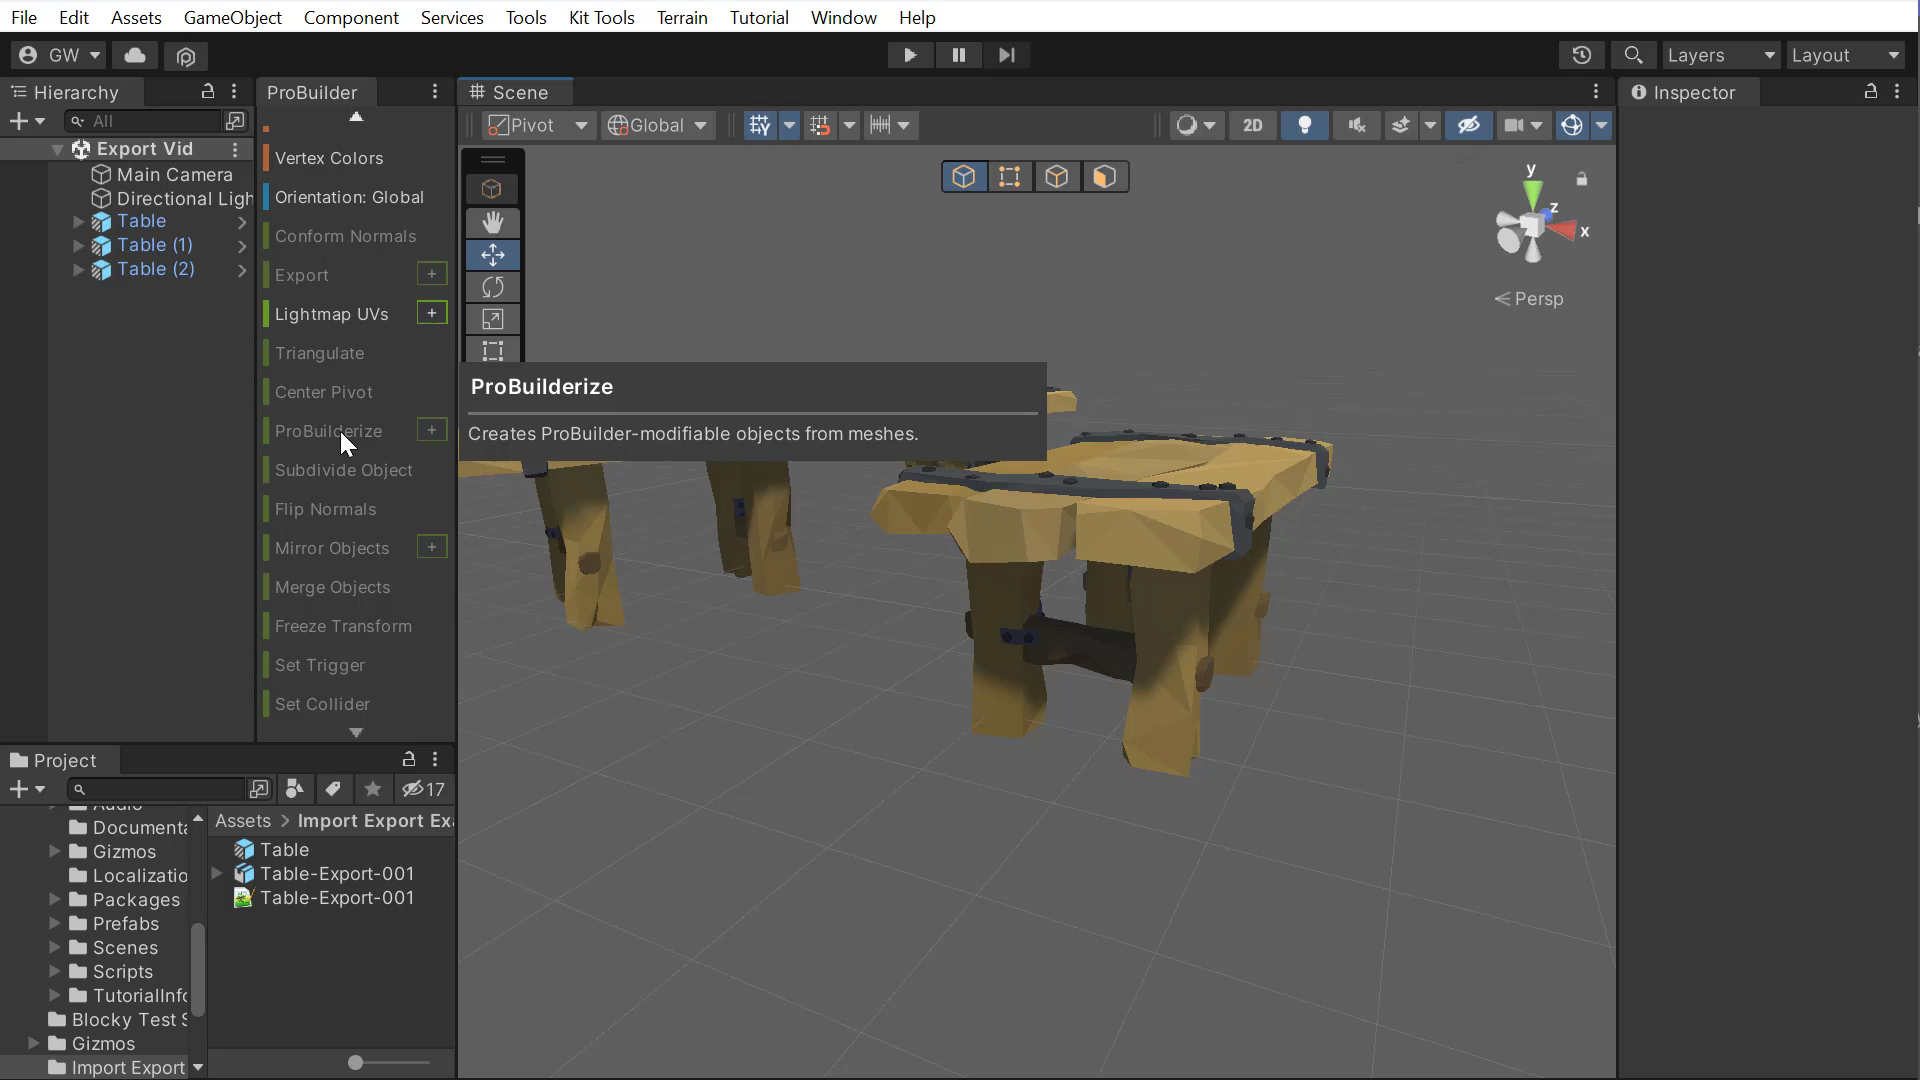 File Edit Assets GameObject Component Services Tools Kit Tools Terrain Tutorial Window Help
GW
Layers
Layout
Hierarchy
ProBuilder
Scene
Inspector
All
Pivot
Global
2D
Export Vid
Main Camera
Directional Ligh
Table
Table (1)
Table (2)
Vertex Colors
Orientation: Global
Conform Normals
Export
Lightmap UVs
Triangulate
Center Pivot
ProBuilderize
Subdivide Object
Flip Normals
Mirror Objects
Merge Objects
Freeze Transform
Set Trigger
Set Collider
y
z
x
Persp
ProBuilderize
Creates ProBuilder-modifiable objects from meshes.
Project
17
Audio
Documenta
Gizmos
Localizatio
Packages
Prefabs
Scenes
Scripts
TutorialInfo
Blocky Test S
Gizmos
Import Export
Assets > Import Export Exa
Table
Table-Export-001
Table-Export-001